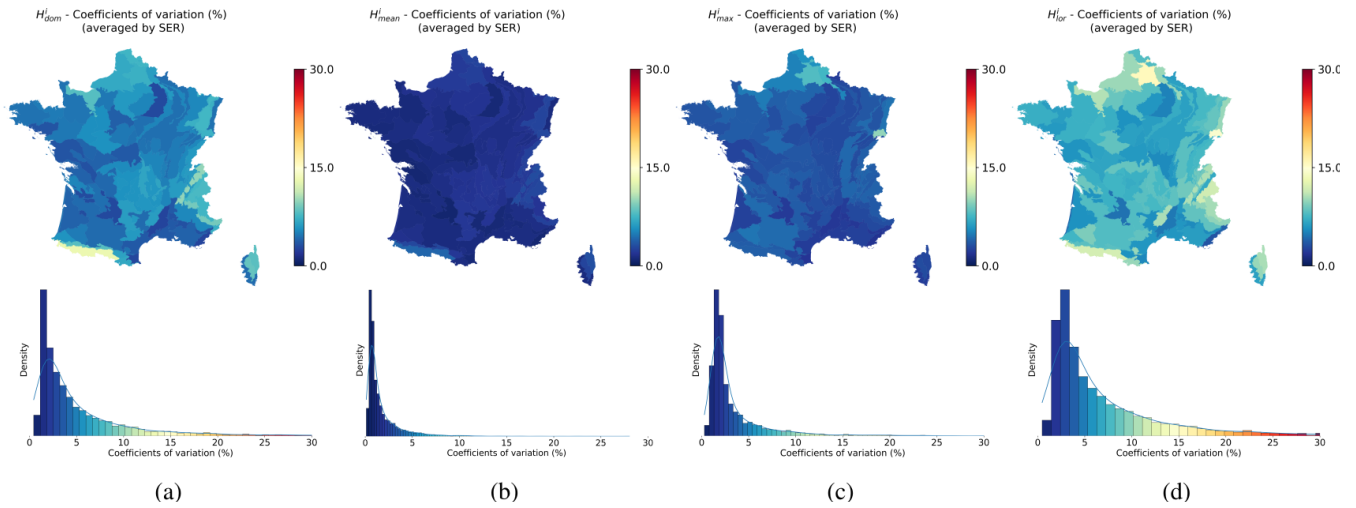 H^i_dom - Coefficients of variation (%)
(averaged by SER)
30.0
15.0
0.0
Density
0 5 10 15 20 25 30
Coefficients of variation (%)
(a)
H^i_mean - Coefficients of variation (%)
(averaged by SER)
30.0
15.0
0.0
Density
0 5 10 15 20 30
Coefficients of variation (%)
(b)
H^i_max - Coefficients of variation (%)
(averaged by SER)
30.0
15.0
0.0
Density
0 5 10 15 20 25 30
Coefficients of variation (%)
(c)
H^i_lor - Coefficients of variation (%)
(averaged by SER)
30.0
15.0
0.0
Density
0 5 10 15 20 25 30
Coefficients of variation (%)
(d)